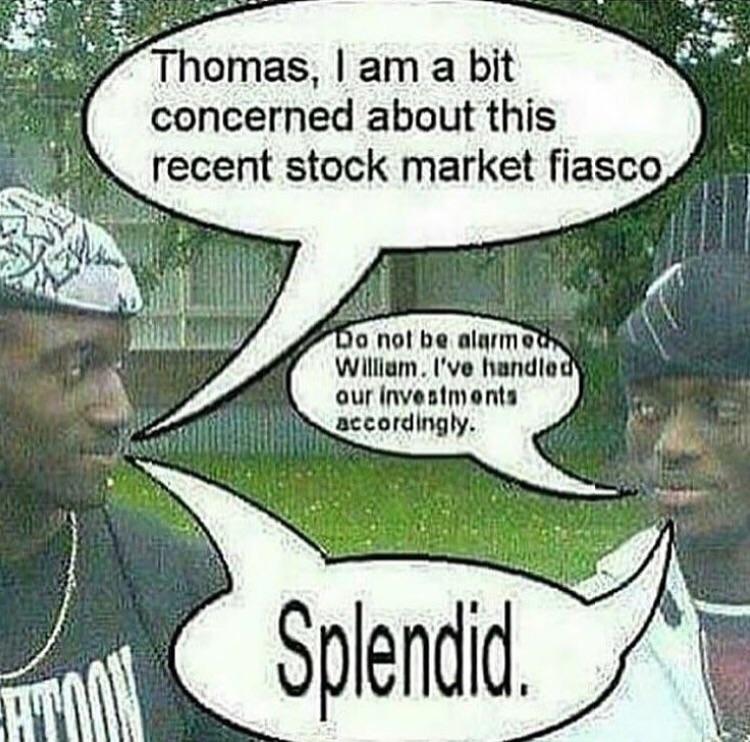 Thomas, I am a bit
concerned about this
recent stock market fiasco
Do not be alarmed,
William. I've handled
our investments
accordingly.
Splendid.
HTOON